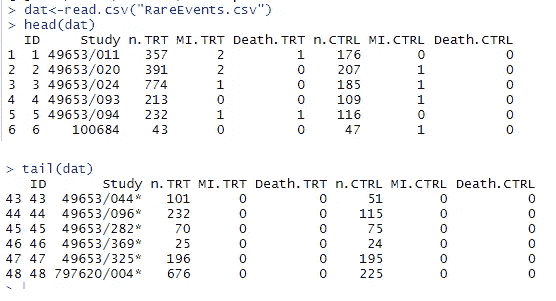 > dat<-read.csv("RareEvents.csv")
> head(dat)
ID Study n.TRT MI.TRT Death.TRT n.CTRL MI.CTRL Death.CTRL
1 1 49653/011 357 2 1 176 0 0
2 2 49653/020 391 2 0 207 1 0
3 3 49653/024 774 1 0 185 1 0
4 4 49653/093 213 0 0 109 1 0
5 5 49653/094 232 1 1 116 0 0
6 6 100684 43 0 0 47 1 0
> tail(dat)
ID Study n.TRT MI.TRT Death.TRT n.CTRL MI.CTRL Death.CTRL
43 43 49653/044* 101 0 0 51 0 0
44 44 49653/096* 232 0 0 115 0 0
45 45 49653/282* 70 0 0 75 0 0
46 46 49653/369* 25 0 0 24 0 0
47 47 49653/325* 196 0 0 195 0 0
48 48 797620/004* 676 0 0 225 0 0
>